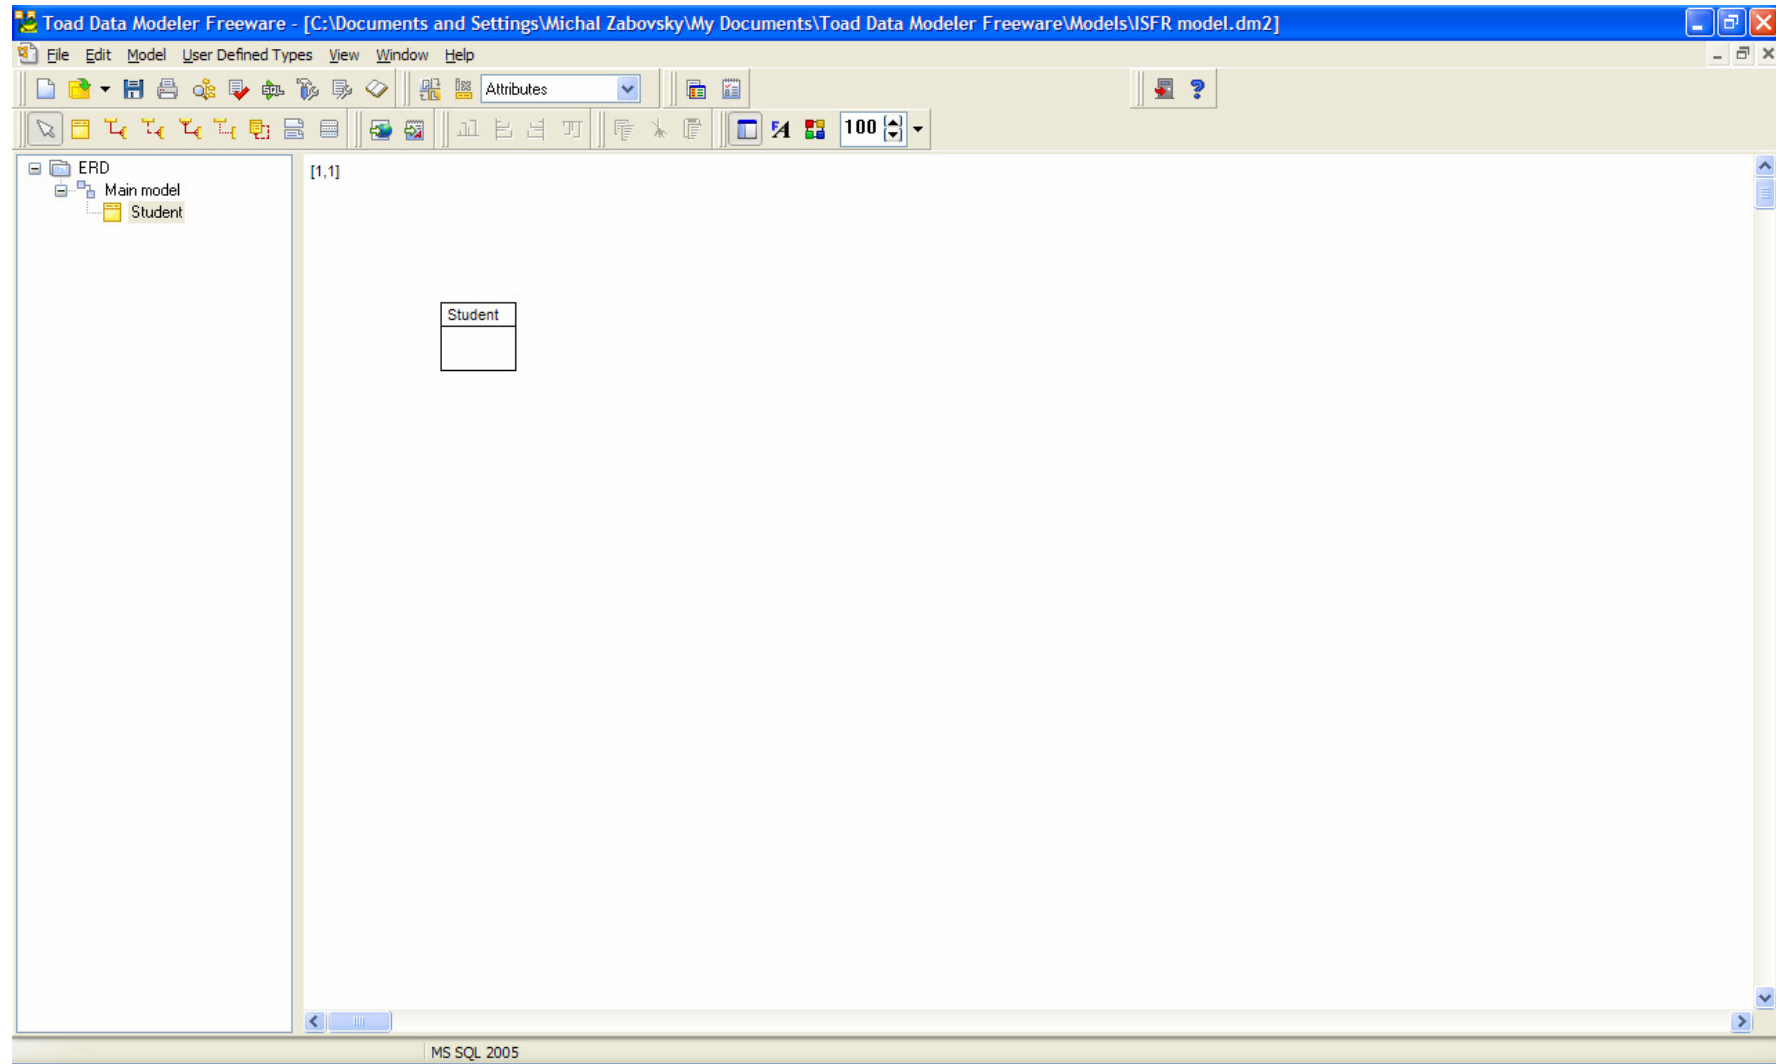 Toad Data Modeler Freeware - [C:\Documents and Settings\Michal Zabovsky\My Documents\Toad Data Modeler Freeware\Models\ISFR model.dm2]
File Edit Model User Defined Types View Window Help
SQL Attributes
100
ERD
[1,1]
Main model
Student
Student
MS SQL 2005